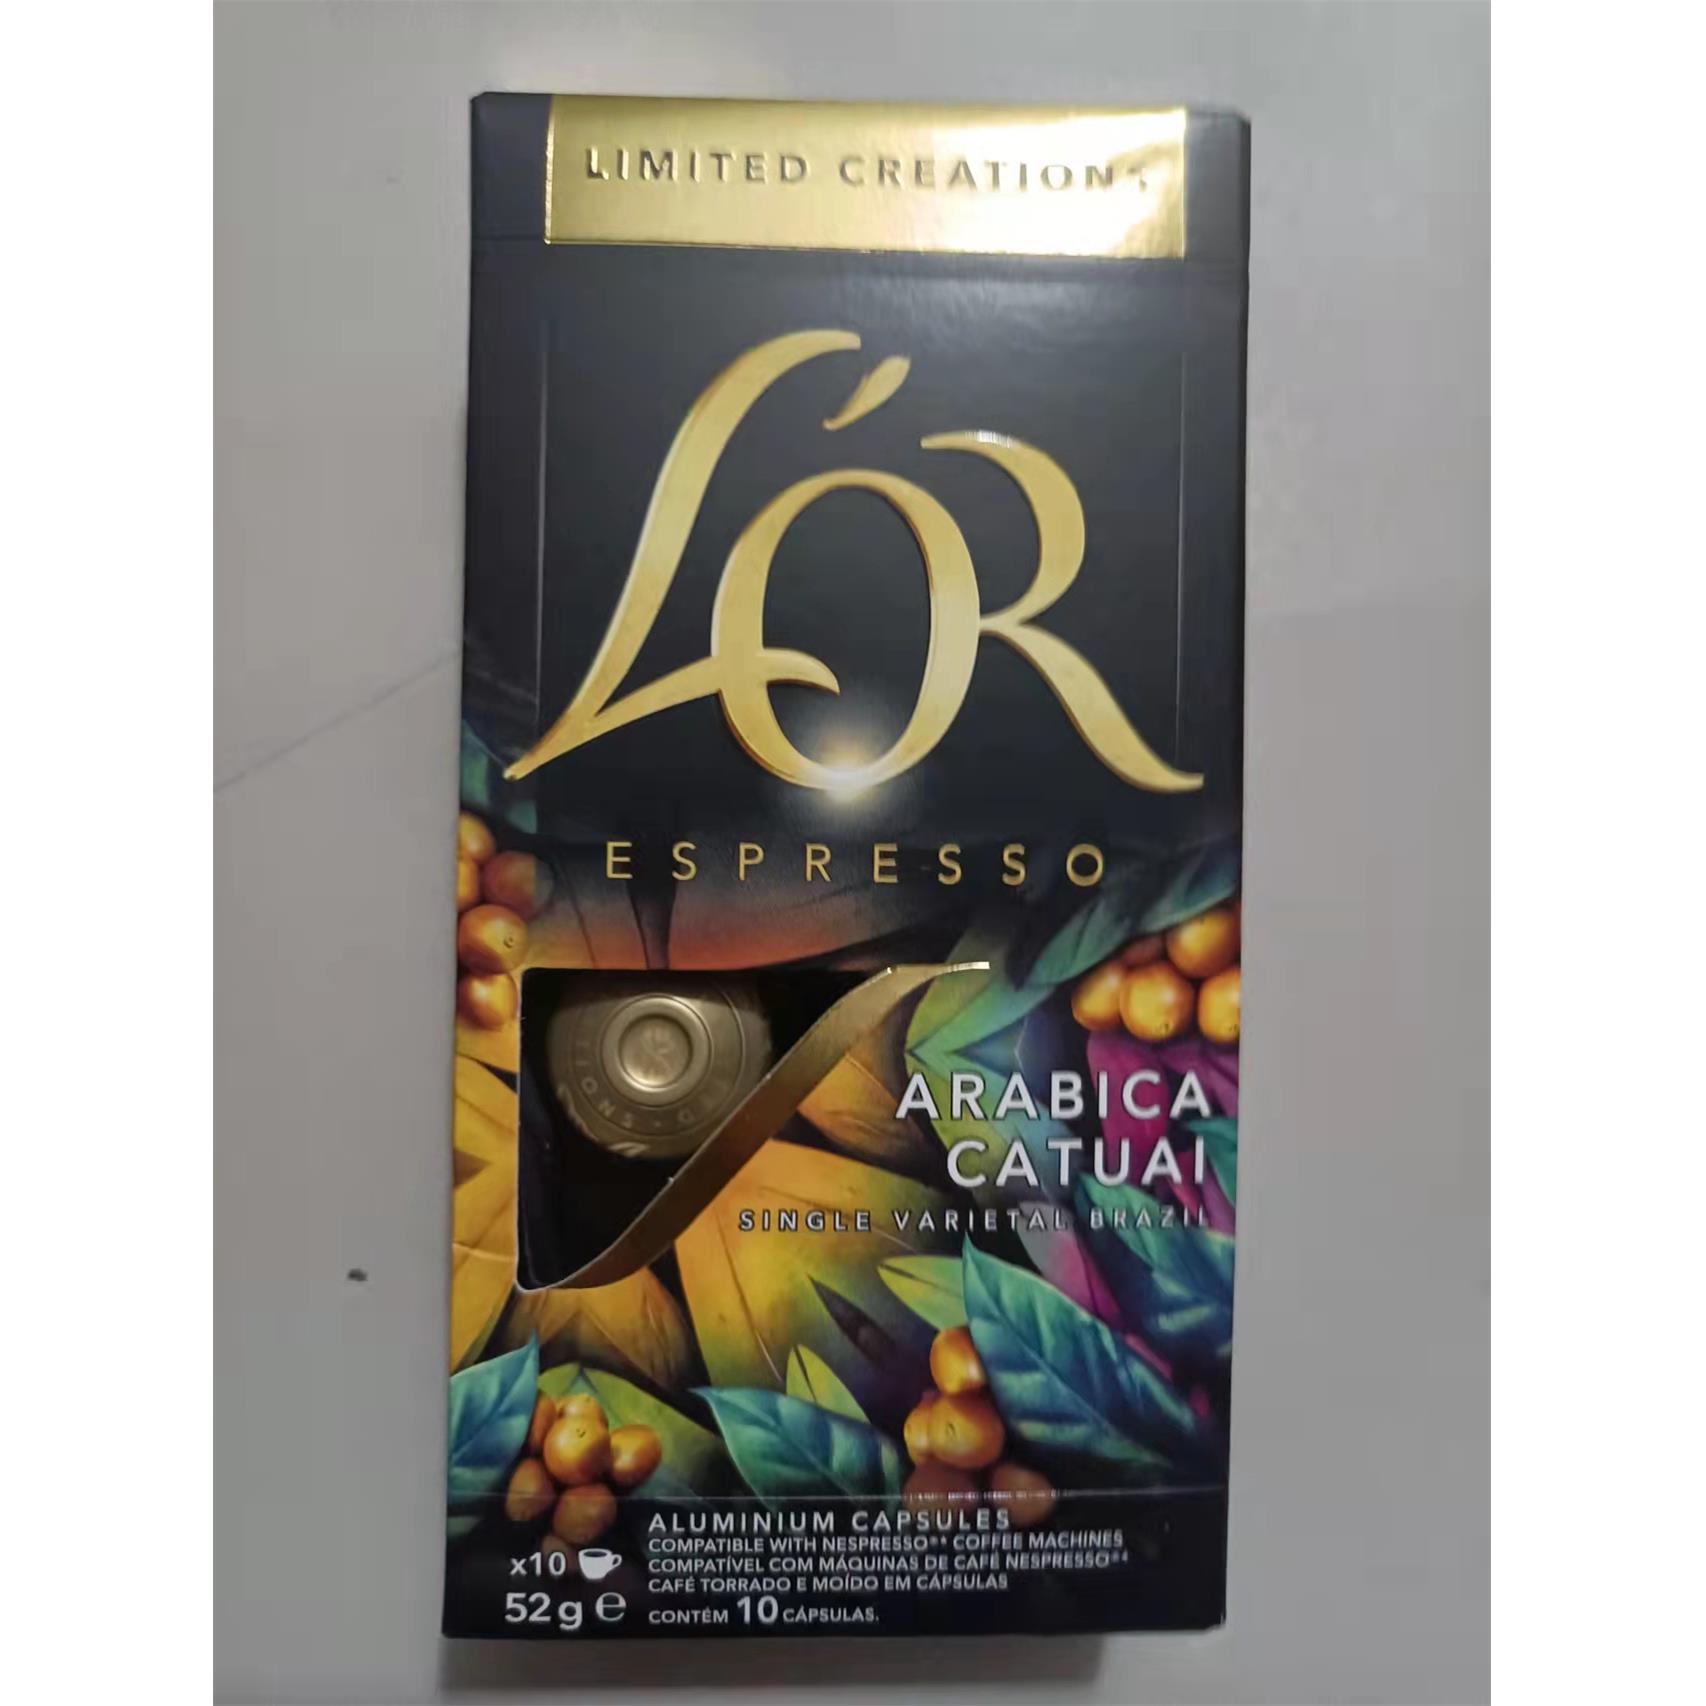 LIMITED CREATIONS
L'OR
ESPRESSO
ARABICA
CATUAI
SINGLE VARIETAL BRAZIL
ALUMINIUM CAPSULES
COMPATIBLE WITH NESPRESSO®* COFFEE MACHINES
COMPATÍVEL COM MÁQUINAS DE CAFÉ NESPRESSO®*
CAFÉ TORRADO E MOÍDO EM CÁPSULAS
CONTÉM 10 CÁPSULAS.
x10
52g ℮